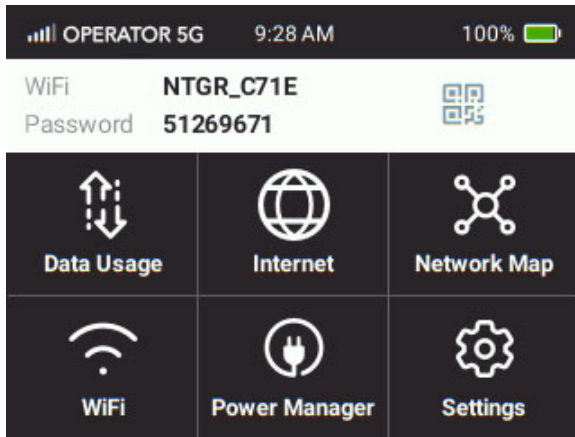 OPERATOR 5G 9:28 AM 100%
WiFi NTGR_C71E
Password 51269671
Data Usage Internet Network Map
WiFi Power Manager Settings